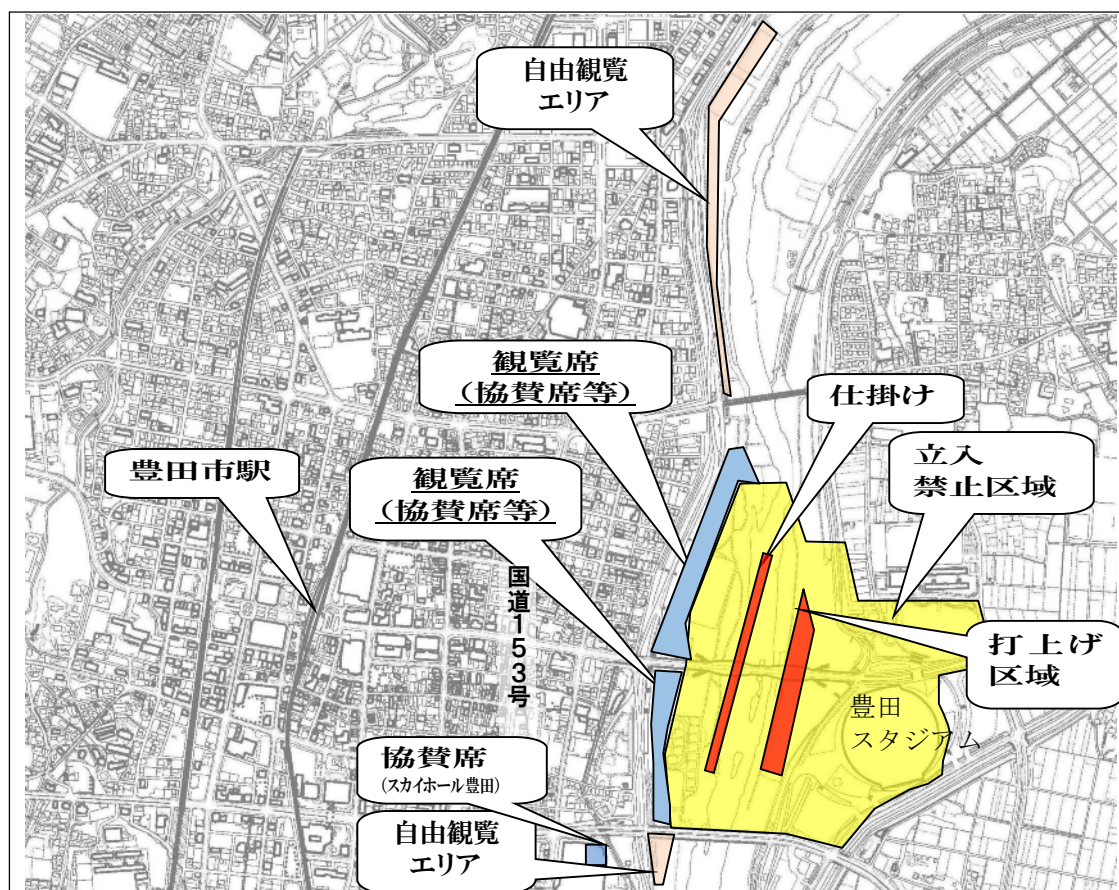 自由観覧
エリア
観覧席
(協賛席等)
仕掛け
立入
禁止区域
豊田市駅
観覧席
(協賛席等)
国道153号
打上げ
区域
豊田
スタジアム
協賛席
(スカイホール豊田)
自由観覧
エリア